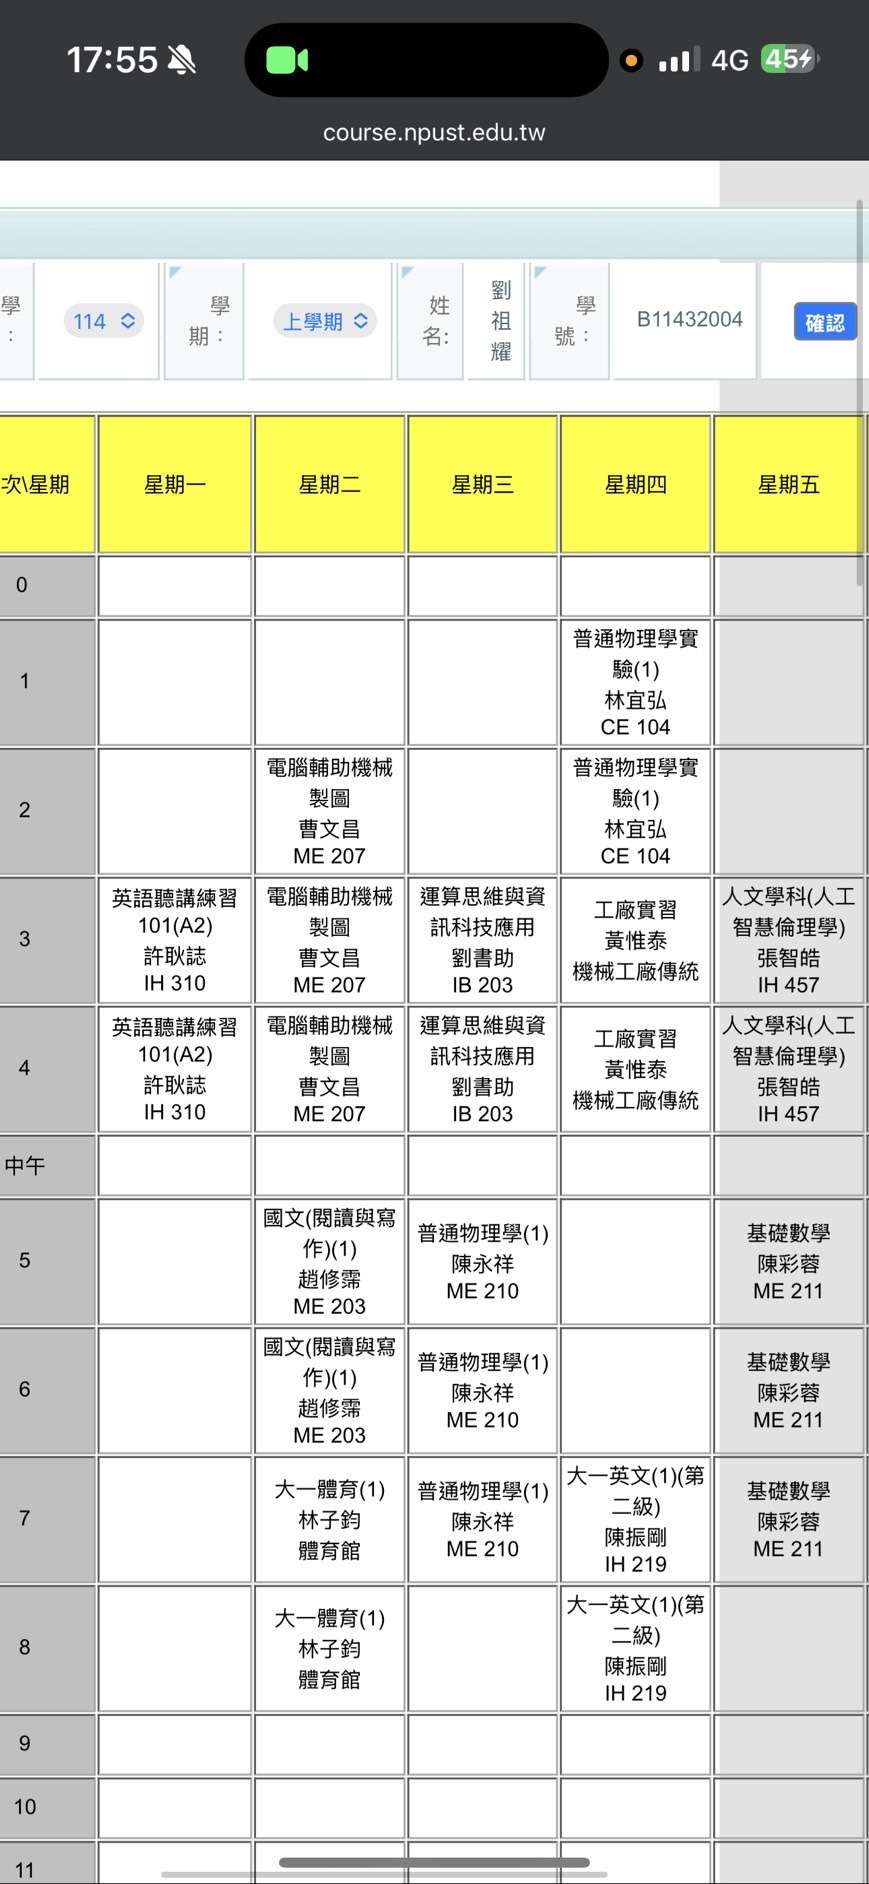 17:55
4G
45
course.npust.edu.tw
學
:
114
學
期：
上學期
姓
名:
劉
祖
耀
學
號：
B11432004
確認
次\星期
星期一
星期二
星期三
星期四
星期五
0
1
普通物理學實
驗(1)
林宜弘
CE 104
2
電腦輔助機械
製圖
曹文昌
ME 207
普通物理學實
驗(1)
林宜弘
CE 104
3
英語聽講練習
101(A2)
許耿誌
IH 310
電腦輔助機械
製圖
曹文昌
ME 207
運算思維與資
訊科技應用
劉書助
IB 203
工廠實習
黃惟泰
機械工廠傳統
人文學科(人工
智慧倫理學)
張智皓
IH 457
4
英語聽講練習
101(A2)
許耿誌
IH 310
電腦輔助機械
製圖
曹文昌
ME 207
運算思維與資
訊科技應用
劉書助
IB 203
工廠實習
黃惟泰
機械工廠傳統
人文學科(人工
智慧倫理學)
張智皓
IH 457
中午
5
國文(閱讀與寫
作)(1)
趙修霈
ME 203
普通物理學(1)
陳永祥
ME 210
基礎數學
陳彩蓉
ME 211
6
國文(閱讀與寫
作)(1)
趙修霈
ME 203
普通物理學(1)
陳永祥
ME 210
基礎數學
陳彩蓉
ME 211
7
大一體育(1)
林子鈞
體育館
普通物理學(1)
陳永祥
ME 210
大一英文(1)(第
二級)
陳振剛
IH 219
基礎數學
陳彩蓉
ME 211
8
大一體育(1)
林子鈞
體育館
大一英文(1)(第
二級)
陳振剛
IH 219
9
10
11